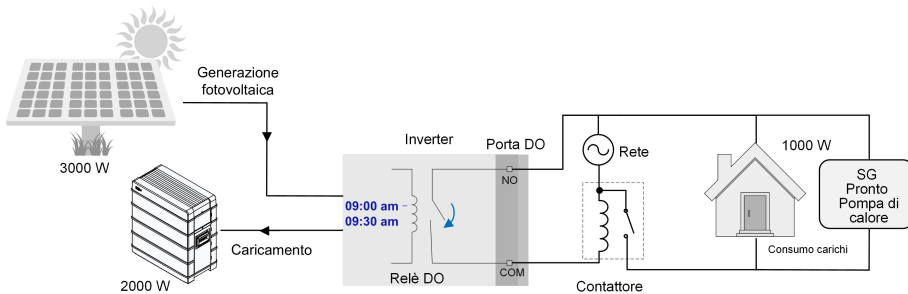 Generazione
fotovoltaica
3000 W
2000 W
Caricamento
Inverter
09:00 am
09:30 am
Relè DO
Porta DO
NO
COM
Rete
Contattore
1000 W
Consumo carichi
SG
Pronto
Pompa di
calore